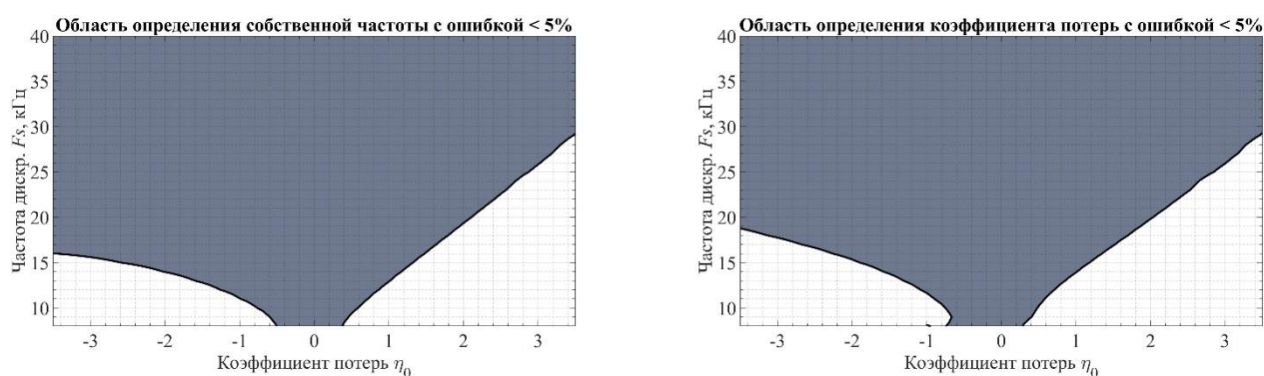 Область определения собственной частоты с ошибкой < 5%
40
35
30
25
20
15
10
Частота дискр. Fs, кГц
-3 -2 -1 0 1 2 3
Коэффициент потерь η0
Область определения коэффициента потерь с ошибкой < 5%
40
35
30
25
20
15
10
Частота дискр. Fs, кГц
-3 -2 -1 0 1 2 3
Коэффициент потерь η0